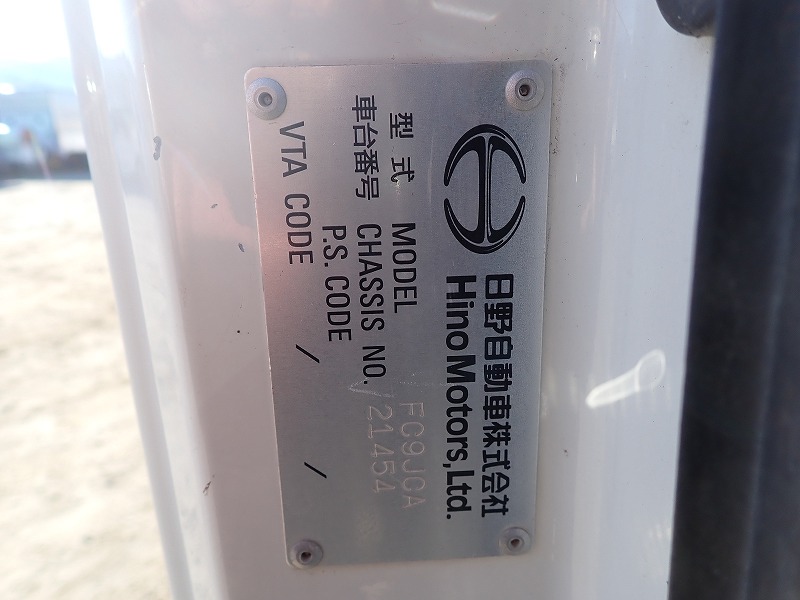 日野自動車株式会社
Hino Motors, Ltd.
型式 MODEL FC9JCA
車台番号 CHASSIS NO. 21454
P.S. CODE
VTA CODE / /